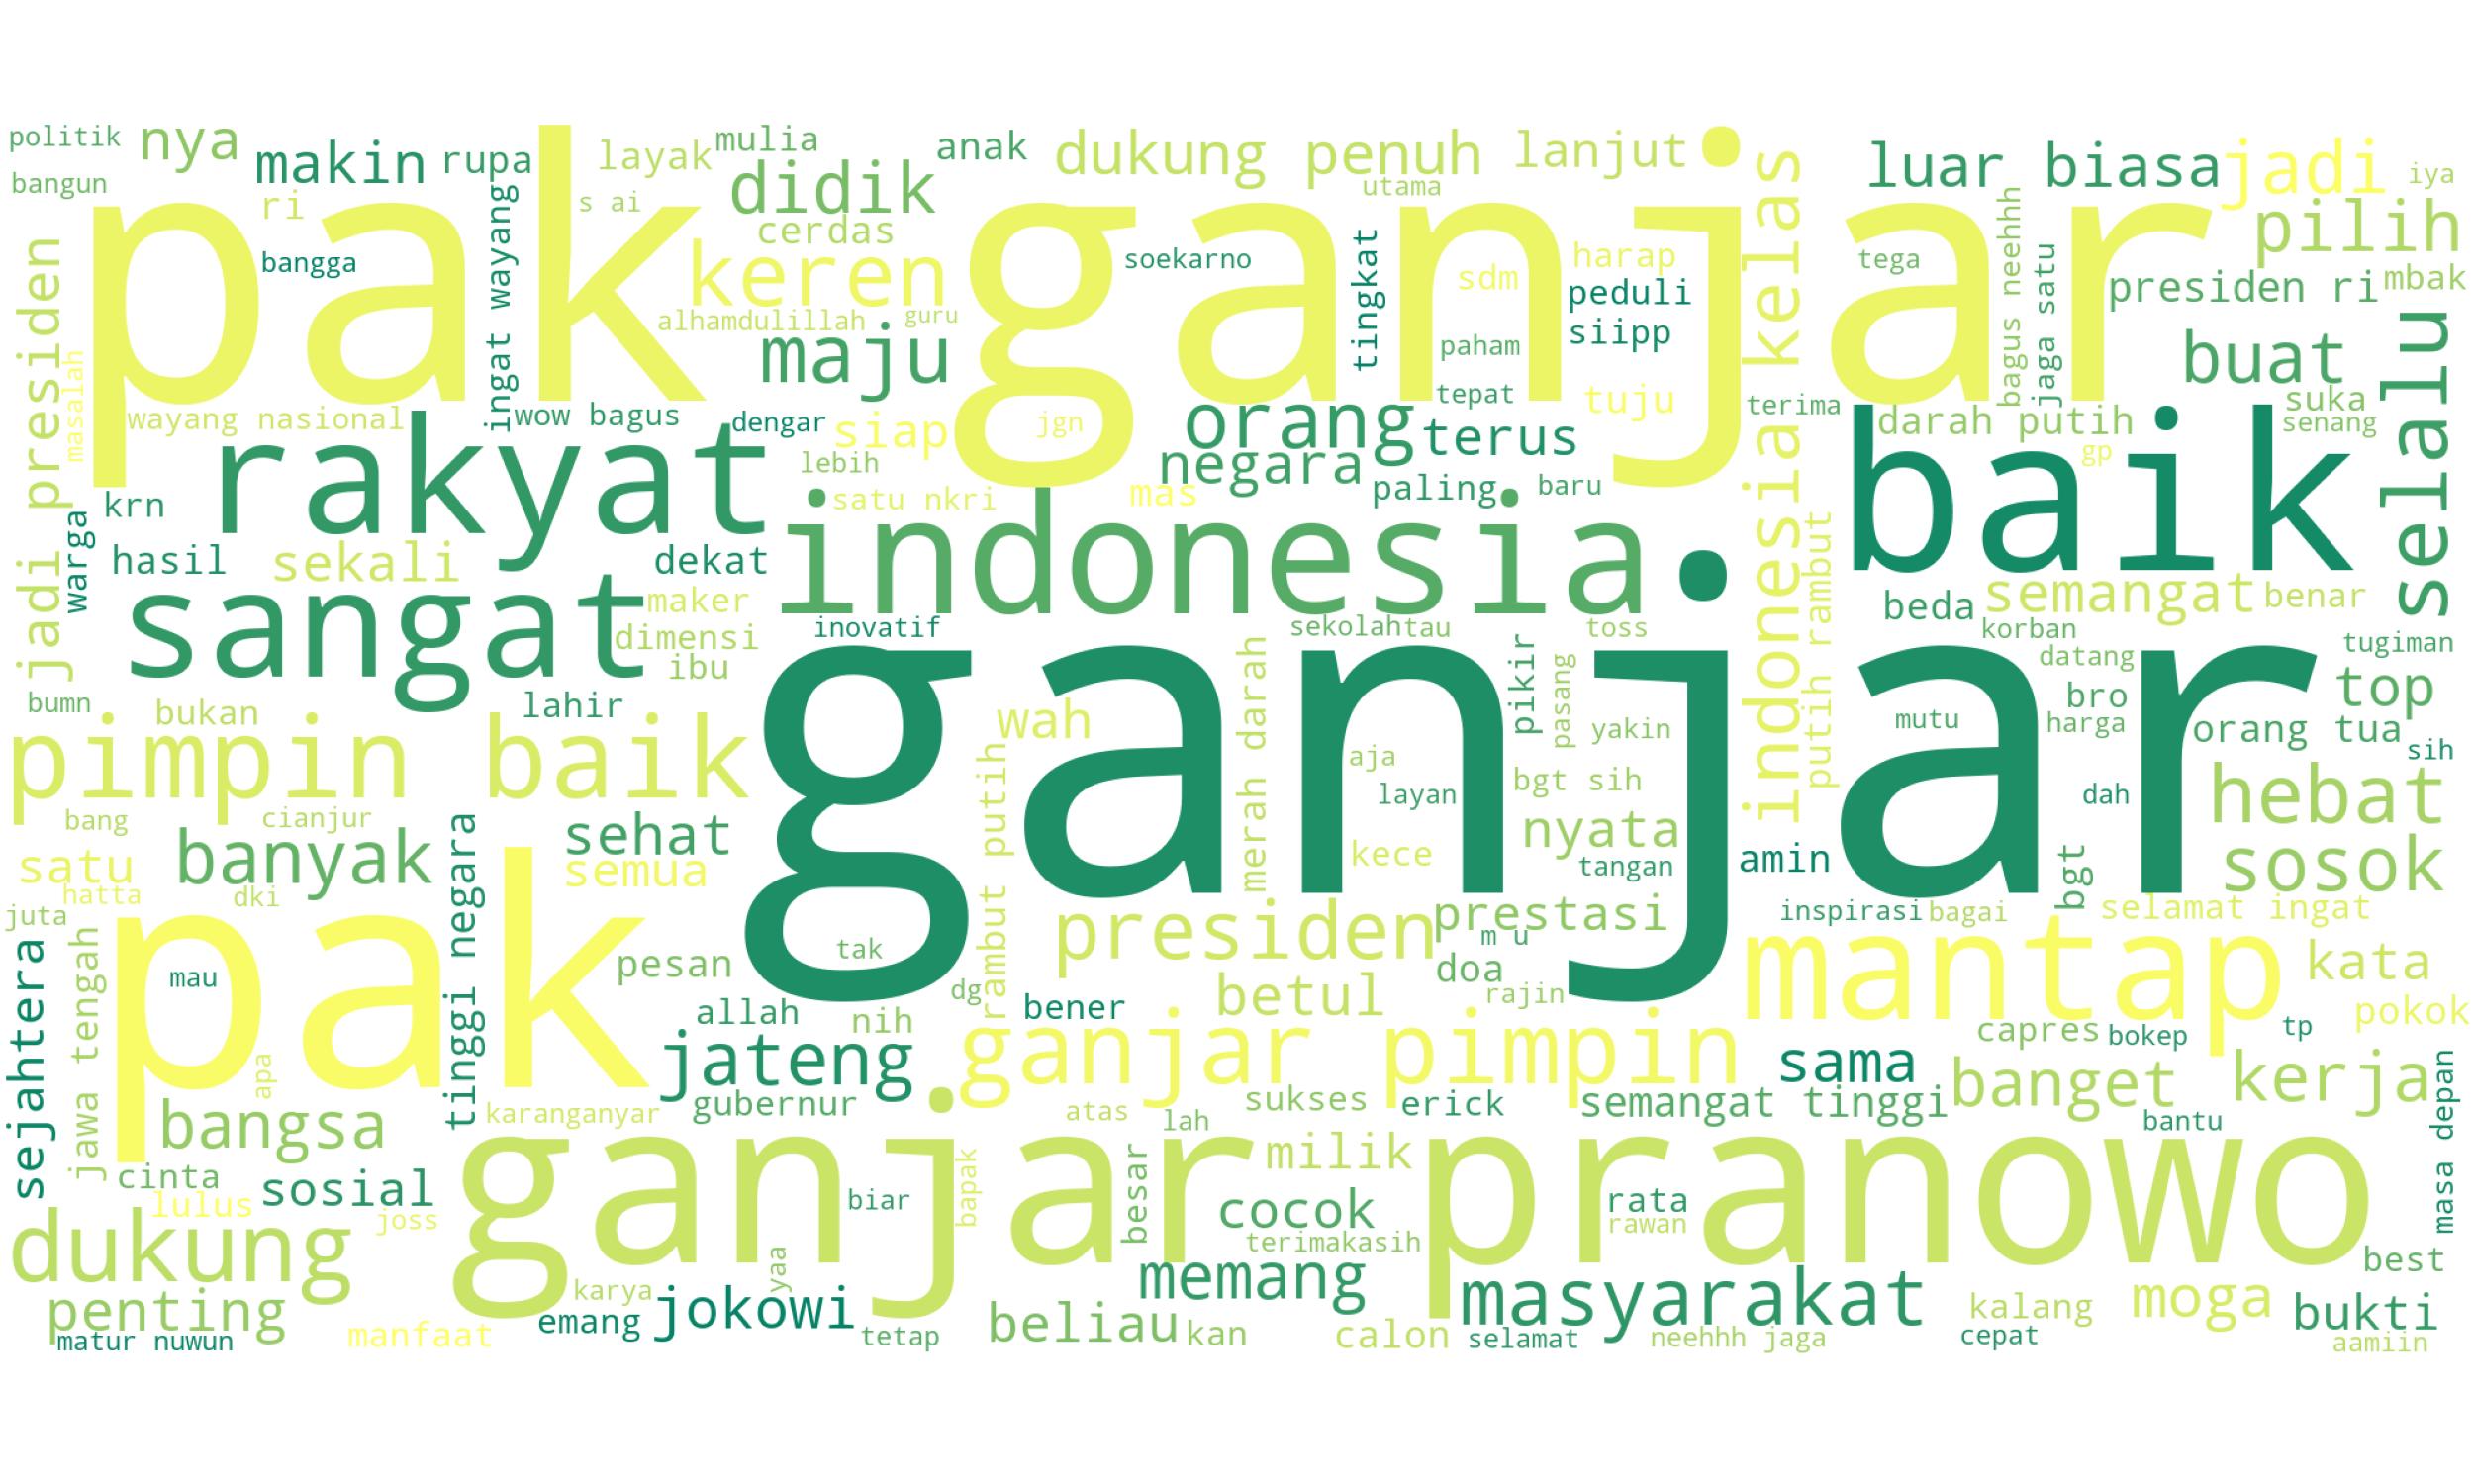 politik
nya
makin
rupa
layak
mulia
anak
dukung penuh
lanjut
luar biasa
jadi
iya
bangun
ri
ingat wayang
s ai
didik
utama
pilih
pak ganjar
cerdas
keren
bangga
soekarno
tingkat
sdm
harap
peduli
tega
bagus neehhh
jaga satu
presiden ri
mbak
jadi presiden
masalah
alhamdulillah
guru
maju
paham
siipp
indonesia kelas
buat
selalu
wayang nasional
wow bagus
dengar
siap
jgn
orang
tepat
tuju
terima
darah putih
suka
senang
rakyat
terus
gp
baik
lebih
negara
krn
satu nkri
mas
paling
baru
warga
hasil
sekali
dekat
indonesia
putih rambut
sangat
maker
beda
semangat
benar
dimensi
inovatif
sekolah
tau
toss
korban
tugiman
ibu
datang
bumn
bukan
lahir
ganjar
merah darah
pikir
pasang
bro
top
pimpin baik
wah
yakin
mutu
harga
orang tua
rambut putih
aja
sih
bgt sih
layan
dah
hebat
bang
cianjur
tinggi negara
sehat
nyata
banyak
kece
amin
bgt
sosok
satu
semua
tangan
hatta
dki
juta
presiden
prestasi
inspirasi
bagai
selamat ingat
sejahtera
jawa tengah
pak
tak
m u
mantap
mau
pesan
doa
kata
dg
betul
rajin
allah
nih
bener
pokok
ganjar pimpin
capres
bokep
tp
jateng
sama
apa
banget
kerja
bangsa
karanganyar
gubernur
atas
sukses
erick
semangat tinggi
masa depan
lah
bantu
ganjar pranowo
cinta
bapak
besar
milik
lulus
sosial
biar
rata
joss
cocok
rawan
dukung
terimakasih
yaa
best
penting
karya
memang
masyarakat
kalang
moga
bukti
emang
jokowi
beliau
matur nuwun
manfaat
tetap
kan
calon
selamat
neehhh jaga
cepat
aamiin